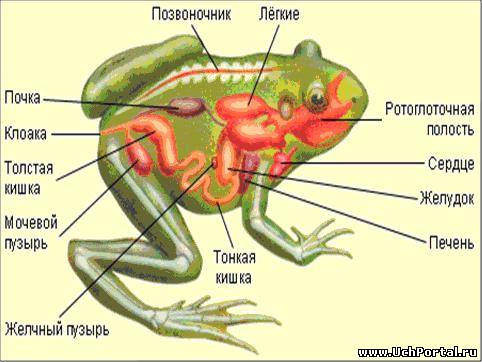 Позвоночник
Лёгкие
Почка
Клоака
Толстая
кишка
Мочевой
пузырь
Желчный пузырь
Тонкая
кишка
Ротоглоточная
полость
Сердце
Желудок
Печень
www.UchPortal.ru